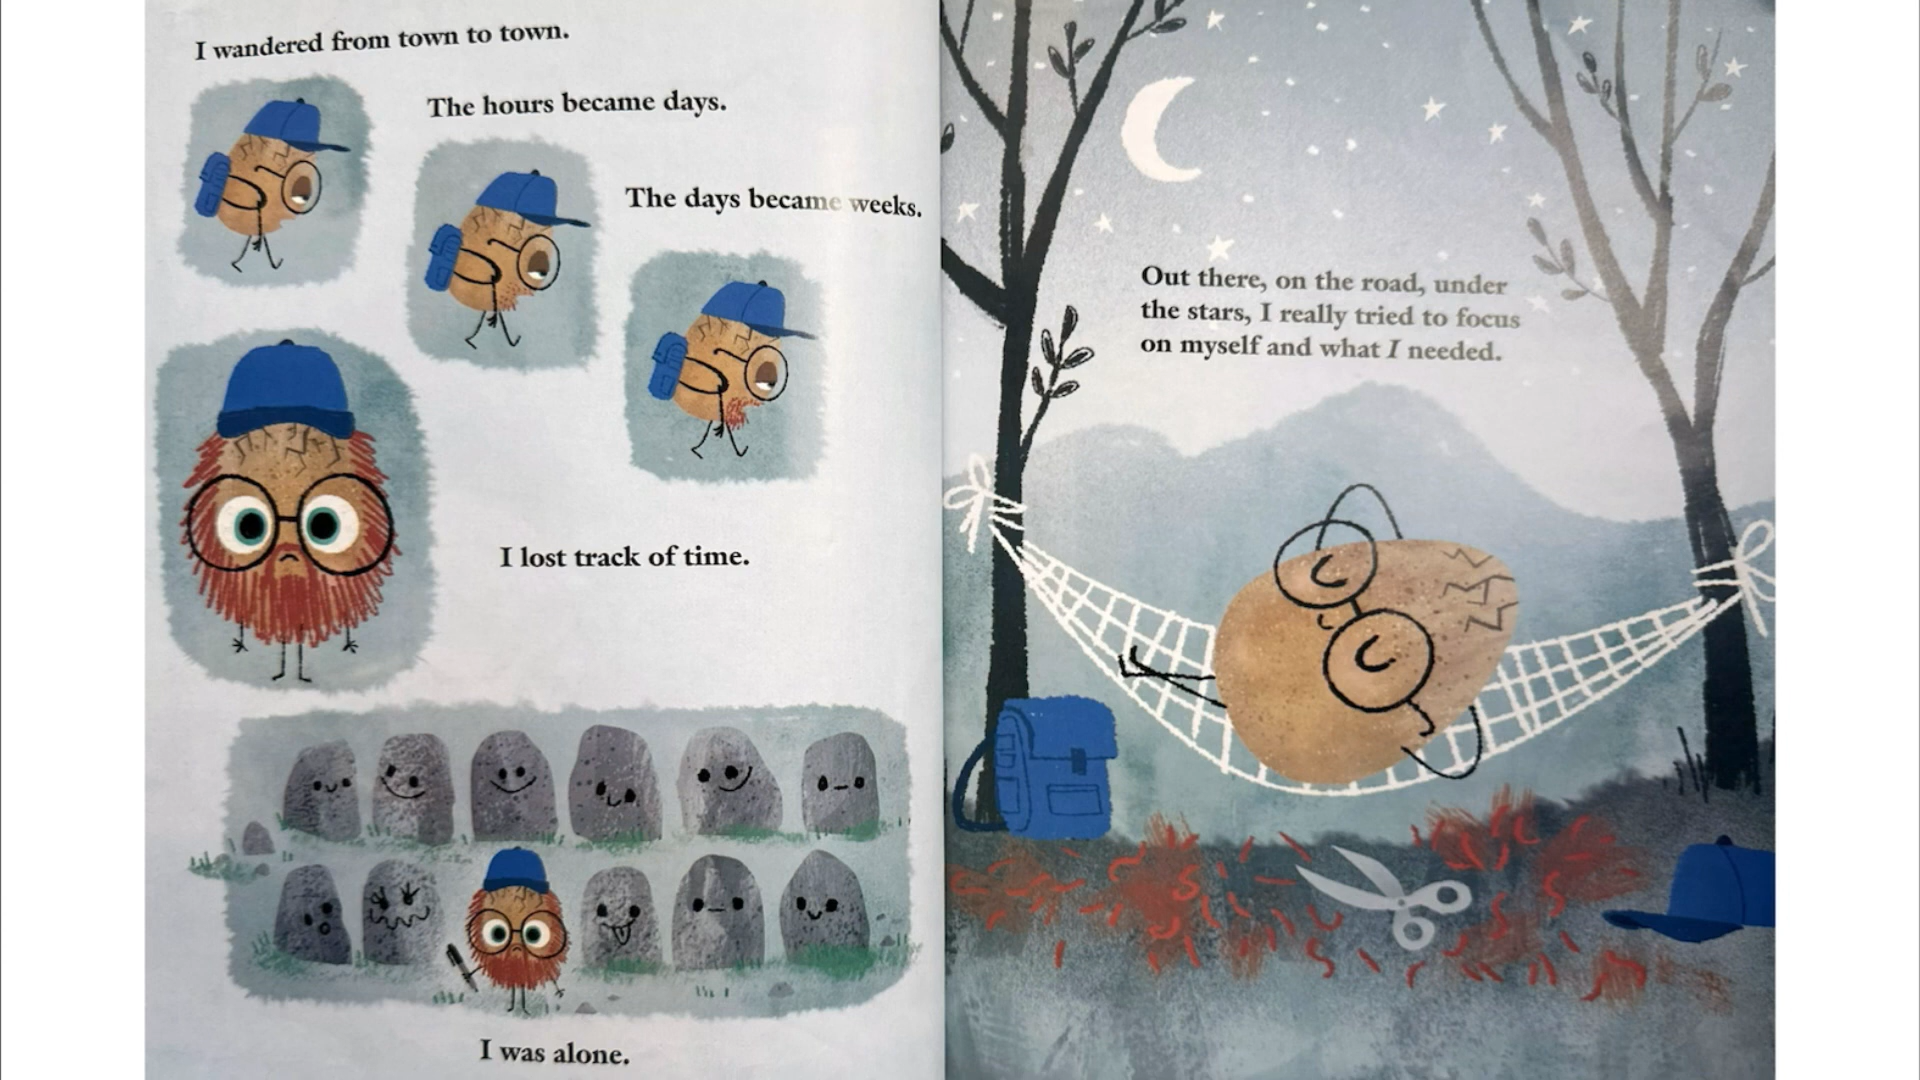 I wandered from town to town.
The hours became days.
The days became weeks.
I lost track of time.
I was alone.
Out there, on the road, under
the stars, I really tried to focus
on myself and what I needed.